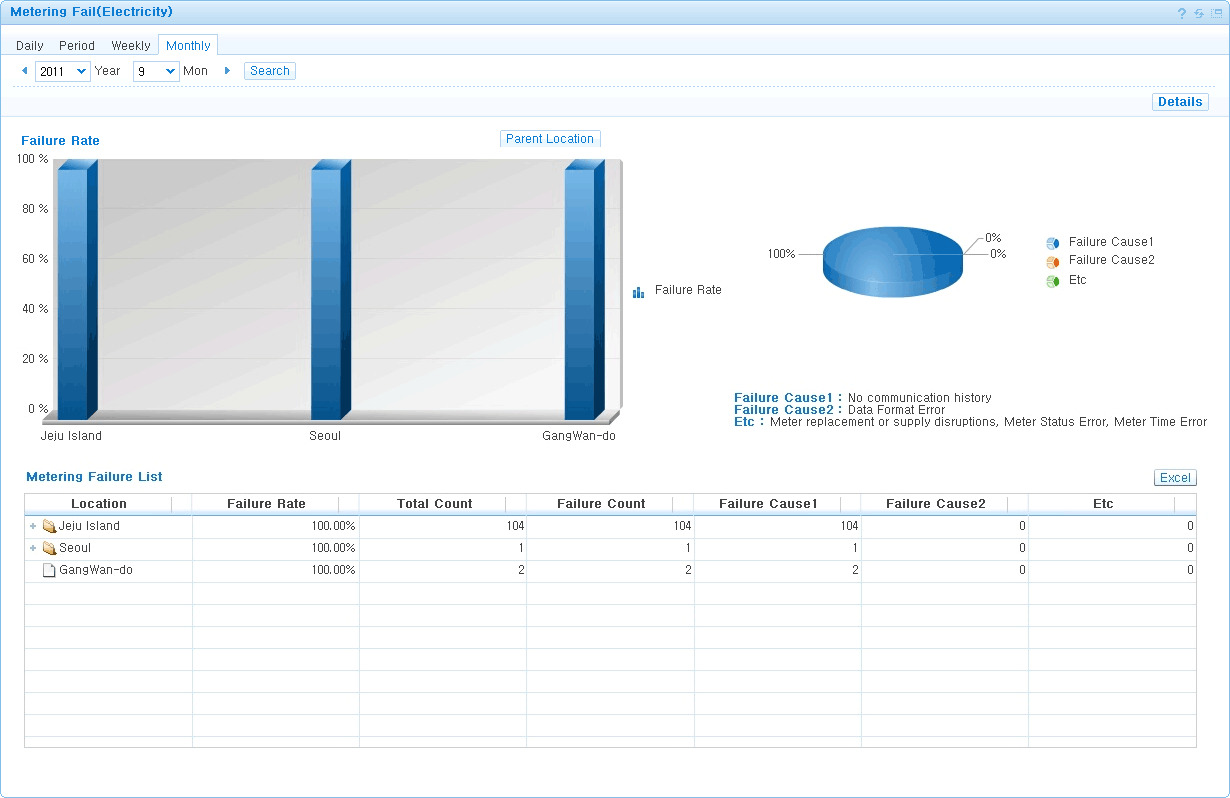 Metering Fail(Electricity)
?
Daily Period Weekly Monthly
2011 Year 9 Mon Search
Details
Failure Rate
Parent Location
100 %
80 %
60 %
40 %
20 %
0 %
Jeju Island Seoul GangWan-do
Failure Rate
100%
0%
0%
Failure Cause1
Failure Cause2
Etc
Failure Cause1 : No communication history
Failure Cause2 : Data Format Error
Etc : Meter replacement or supply disruptions, Meter Status Error, Meter Time Error
Metering Failure List
Excel
Location Failure Rate Total Count Failure Count Failure Cause1 Failure Cause2 Etc
+ Jeju Island 100.00% 104 104 104 0 0
+ Seoul 100.00% 1 1 1 0 0
GangWan-do 100.00% 2 2 2 0 0